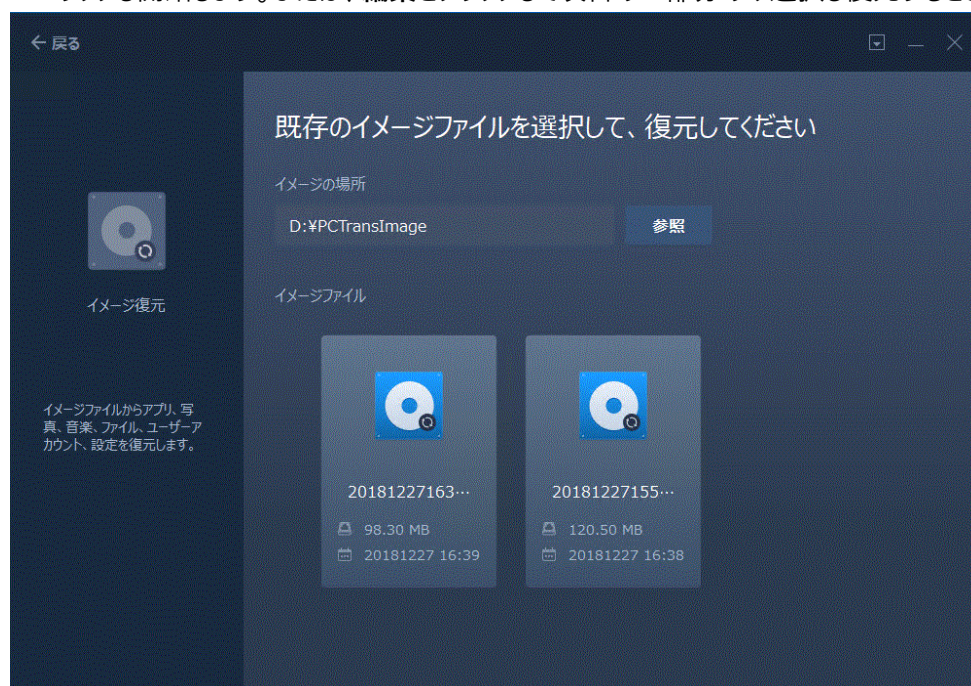 戻る
既存のイメージファイルを選択して、復元してください
イメージの場所
D:¥PCTransImage
参照
イメージ復元
イメージファイル
イメージファイルからアプリ、写
真、音楽、ファイル、ユーザーア
カウント、設定を復元します。
20181227163…
98.30 MB
20181227 16:39
20181227155…
120.50 MB
20181227 16:38